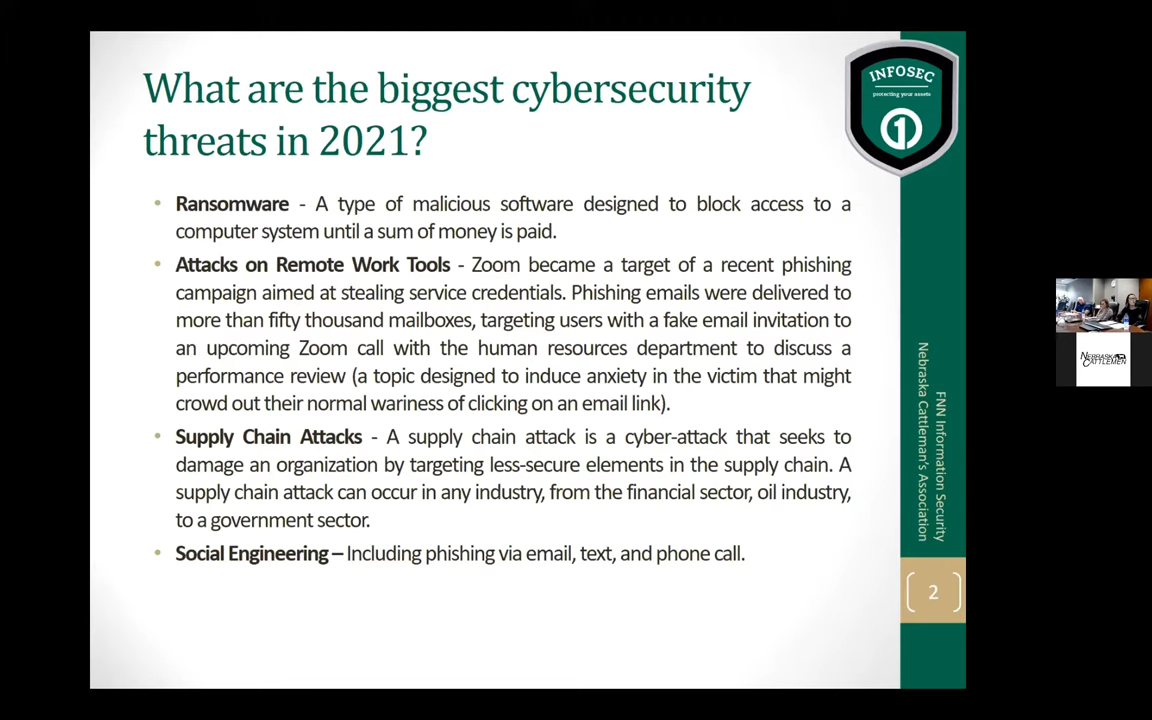 What are the biggest cybersecurity
threats in 2021?
INFOSEC
protecting your assets
1
• Ransomware - A type of malicious software designed to block access to a
computer system until a sum of money is paid.
• Attacks on Remote Work Tools - Zoom became a target of a recent phishing
campaign aimed at stealing service credentials. Phishing emails were delivered to
more than fifty thousand mailboxes, targeting users with a fake email invitation to
an upcoming Zoom call with the human resources department to discuss a
performance review (a topic designed to induce anxiety in the victim that might
crowd out their normal wariness of clicking on an email link).
• Supply Chain Attacks - A supply chain attack is a cyber-attack that seeks to
damage an organization by targeting less-secure elements in the supply chain. A
supply chain attack can occur in any industry, from the financial sector, oil industry,
to a government sector.
• Social Engineering – Including phishing via email, text, and phone call.
FNN Information Security
Nebraska Cattleman's Association
2
NEBRASKA
CATTLEMEN